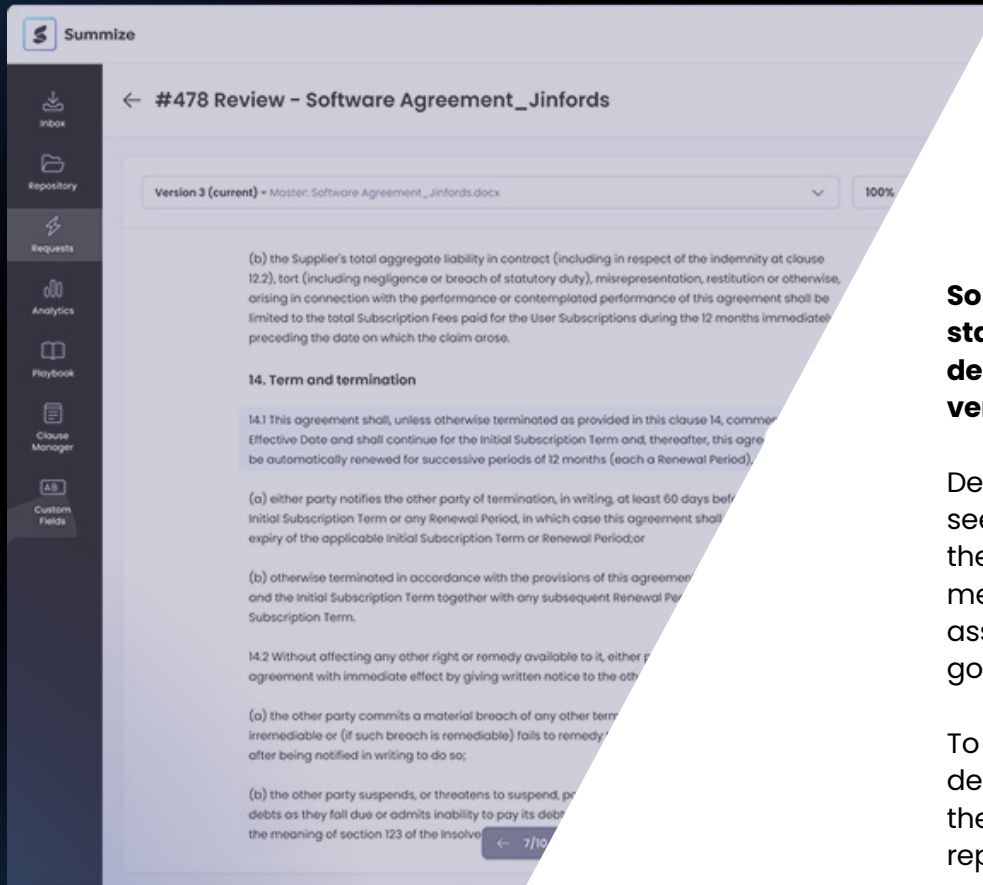 Summize
Inbox
Repository
Requests
Analytics
Playbook
Clause
Manager
AB
Custom
Fields
← #478 Review - Software Agreement_Jinfords
Version 3 (current) - Master: Software Agreement_Jinfords.docx
100%
(b) the Supplier's total aggregate liability in contract (including in respect of the indemnity at clause
12.2), tort (including negligence or breach of statutory duty), misrepresentation, restitution or otherwise,
arising in connection with the performance or contemplated performance of this agreement shall be
limited to the total Subscription Fees paid for the User Subscriptions during the 12 months immediatel
preceding the date on which the claim arose.
14. Term and termination
14.1 This agreement shall, unless otherwise terminated as provided in this clause 14, commen
Effective Date and shall continue for the Initial Subscription Term and, thereafter, this agre
be automatically renewed for successive periods of 12 months (each a Renewal Period),
(a) either party notifies the other party of termination, in writing, at least 60 days bef
Initial Subscription Term or any Renewal Period, in which case this agreement shal
expiry of the applicable Initial Subscription Term or Renewal Period;or
(b) otherwise terminated in accordance with the provisions of this agreemen
and the Initial Subscription Term together with any subsequent Renewal Pe
Subscription Term.
14.2 Without affecting any other right or remedy available to it, either p
agreement with immediate effect by giving written notice to the oth
(a) the other party commits a material breach of any other term
irremediable or (if such breach is remediable) fails to remedy
after being notified in writing to do so;
(b) the other party suspends, or threatens to suspend, pa
debts as they fall due or admits inability to pay its debt
the meaning of section 123 of the Insolve
← 7/10
So
sta
de
ve
De
see
the
me
ass
go
To
de
the
rep